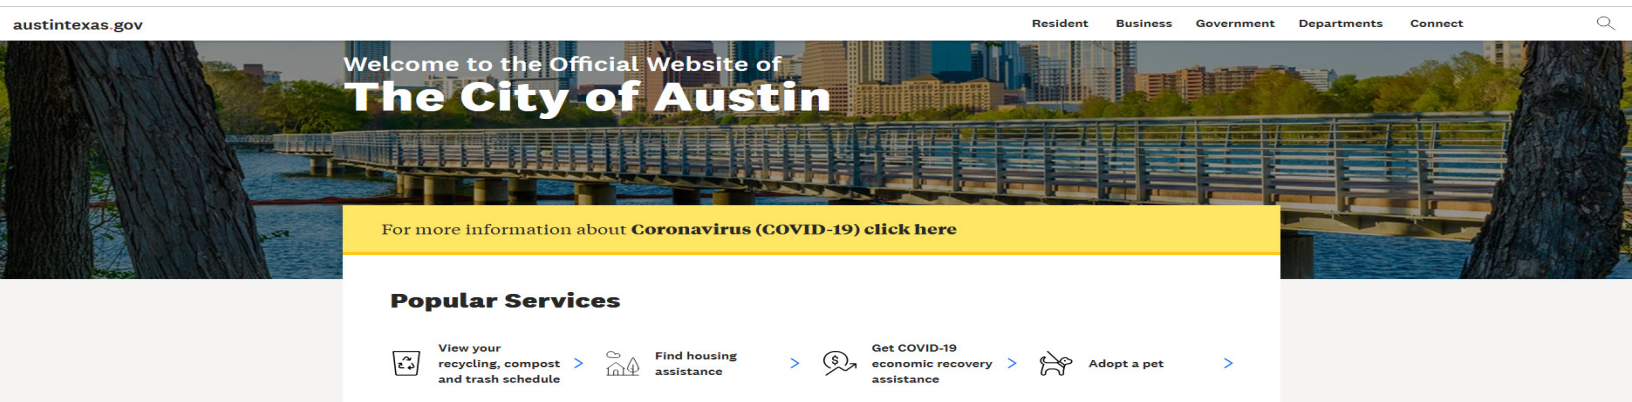 austintexas.gov
Resident Business Government Departments Connect
Welcome to the Official Website of
The City of Austin
For more information about Coronavirus (COVID-19) click here
Popular Services
View your
recycling, compost
and trash schedule
Find housing
assistance
Get COVID-19
economic recovery
assistance
Adopt a pet